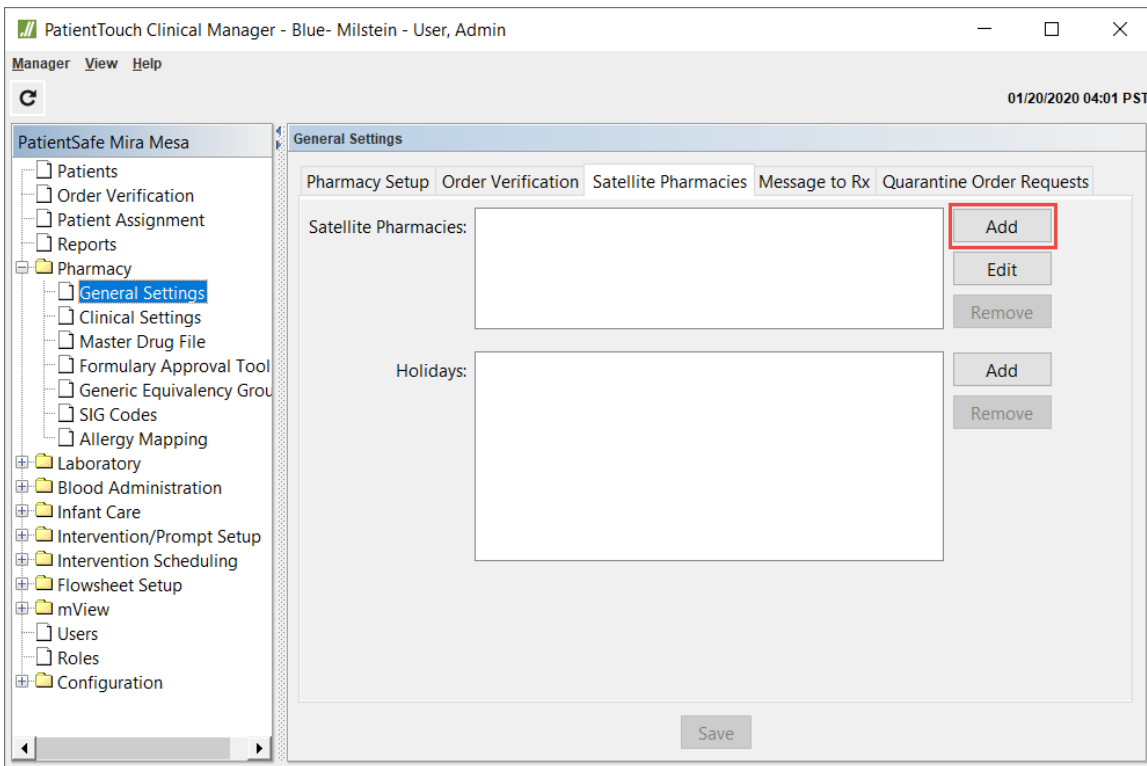 PatientTouch Clinical Manager - Blue- Milstein - User, Admin
Manager View Help
01/20/2020 04:01 PST
PatientSafe Mira Mesa
Patients
Order Verification
Patient Assignment
Reports
Pharmacy
General Settings
Clinical Settings
Master Drug File
Formulary Approval Tool
Generic Equivalency Grou
SIG Codes
Allergy Mapping
Laboratory
Blood Administration
Infant Care
Intervention/Prompt Setup
Intervention Scheduling
Flowsheet Setup
mView
Users
Roles
Configuration
General Settings
Pharmacy Setup Order Verification Satellite Pharmacies Message to Rx Quarantine Order Requests
Satellite Pharmacies:
Add
Edit
Remove
Holidays:
Add
Remove
Save